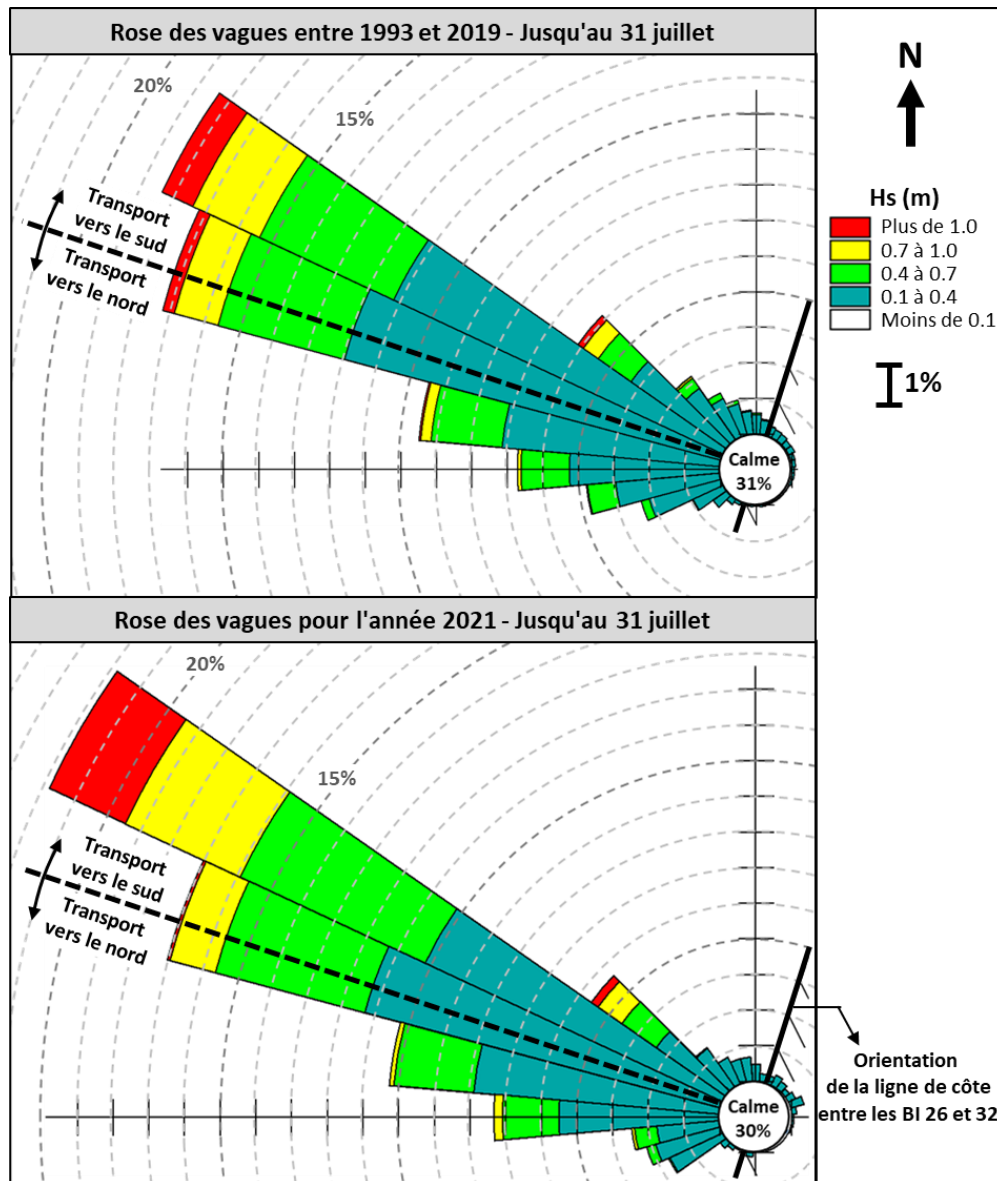 Rose des vagues entre 1993 et 2019 - Jusqu'au 31 juillet
20%
15%
Transport
vers le sud
Transport
vers le nord
Calme
31%
N
Hs (m)
Plus de 1.0
0.7 à 1.0
0.4 à 0.7
0.1 à 0.4
Moins de 0.1
1%
Rose des vagues pour l'année 2021 - Jusqu'au 31 juillet
20%
15%
Transport
vers le sud
Transport
vers le nord
Calme
30%
Orientation
de la ligne de côte
entre les BI 26 et 32